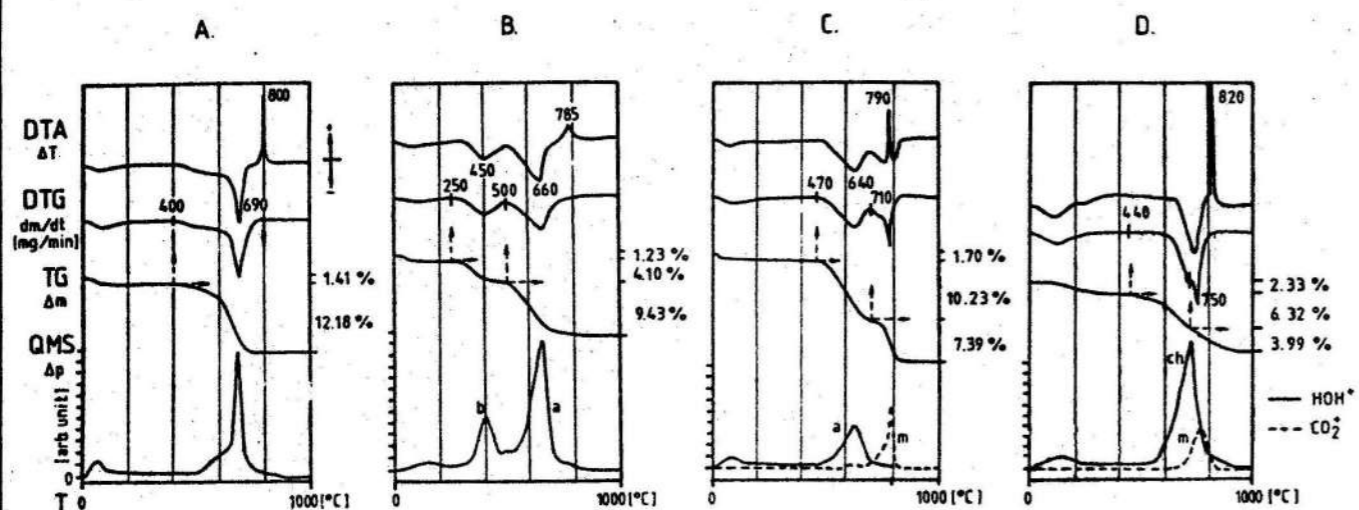 A.
B.
C.
D.
DTA
ΔT
DTG
dm/dt
[mg/min]
TG
Δm
QMS
Δp
[arb unit]
0
T
800
400
690
1.41 %
12.18 %
0
1000 [°C]
+
-
785
450
250
500
660
1.23 %
4.10 %
9.43 %
b
a
0
1000 [°C]
790
470
640
710
1.70 %
10.23 %
7.39 %
a
m
0
1000 [°C]
820
440
750
2.33 %
6.32 %
3.99 %
ch
m
0
1000 [°C]
HOH⁺
CO₂⁺